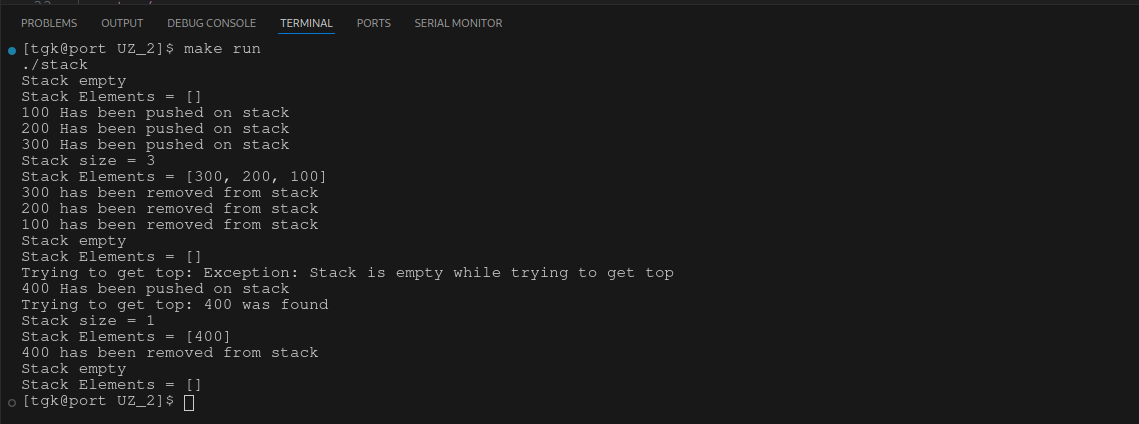 PROBLEMS OUTPUT DEBUG CONSOLE TERMINAL PORTS SERIAL MONITOR
[tgk@port UZ_2]$ make run
./stack
Stack empty
Stack Elements = []
100 Has been pushed on stack
200 Has been pushed on stack
300 Has been pushed on stack
Stack size = 3
Stack Elements = [300, 200, 100]
300 has been removed from stack
200 has been removed from stack
100 has been removed from stack
Stack empty
Stack Elements = []
Trying to get top: Exception: Stack is empty while trying to get top
400 Has been pushed on stack
Trying to get top: 400 was found
Stack size = 1
Stack Elements = [400]
400 has been removed from stack
Stack empty
Stack Elements = []
[tgk@port UZ_2]$